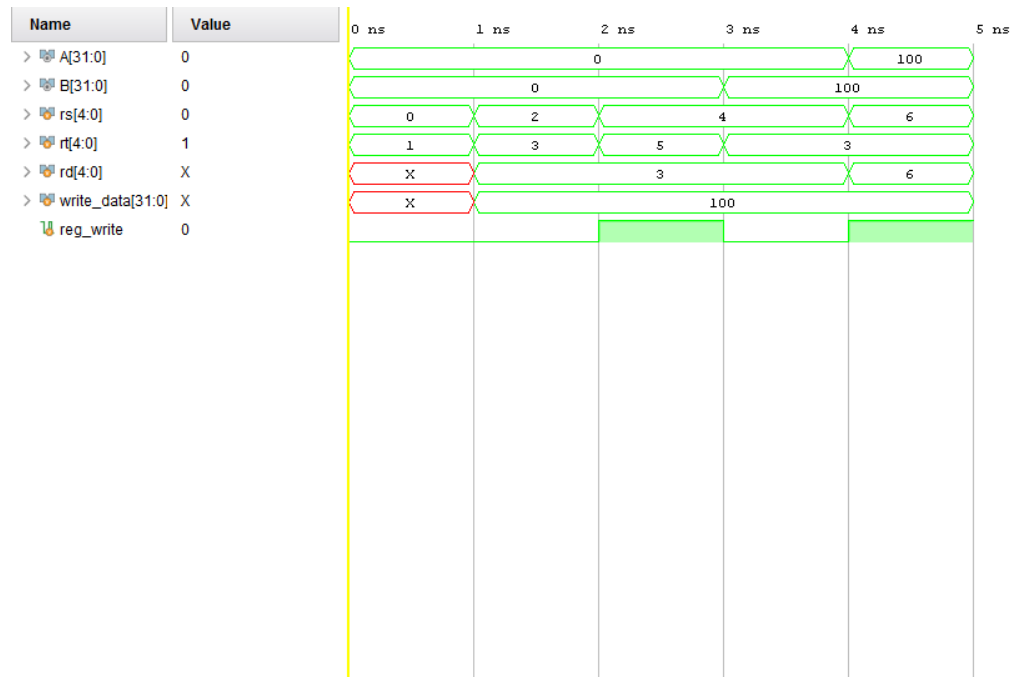 Name Value 0 ns 1 ns 2 ns 3 ns 4 ns 5 ns
A[31:0] 0 0 100
B[31:0] 0 0 100
rs[4:0] 0 0 2 4 6
rt[4:0] 1 1 3 5 3
rd[4:0] X X 3 6
write_data[31:0] X X 100
reg_write 0